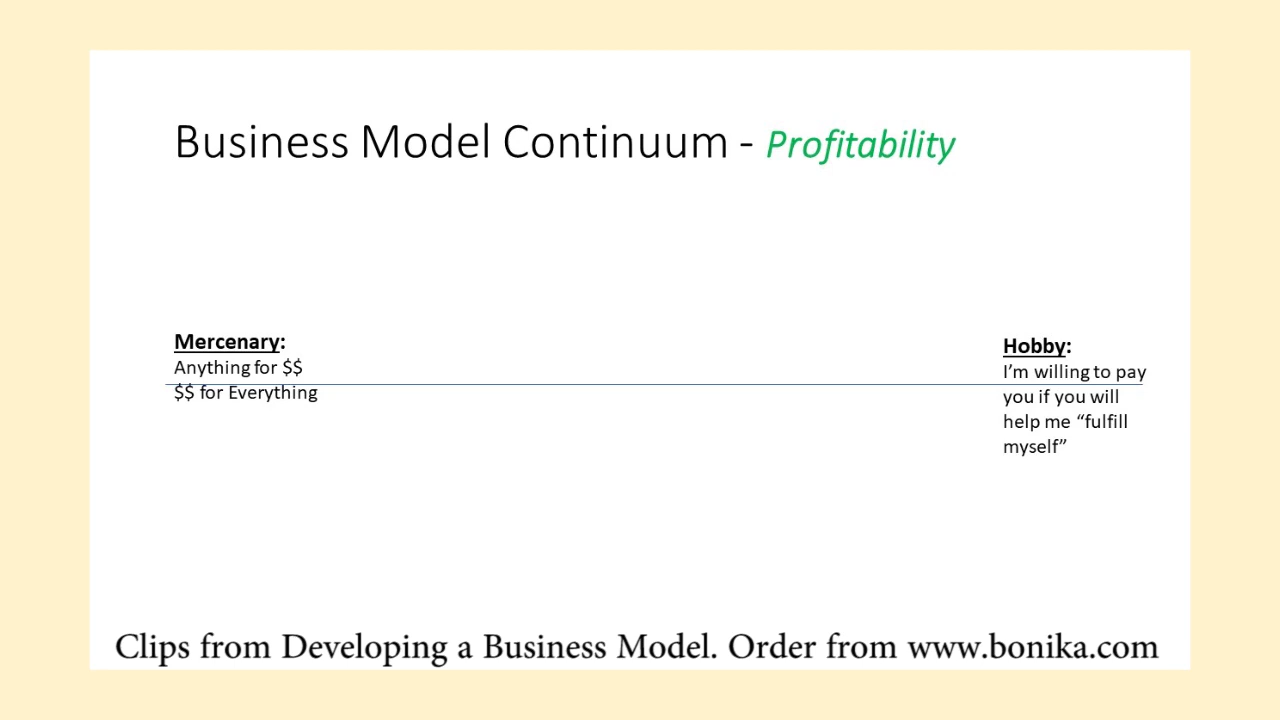 Business Model Continuum - Profitability
Mercenary:
Anything for $$
$$ for Everything
Hobby:
I’m willing to pay
you if you will
help me “fulfill
myself”
Clips from Developing a Business Model. Order from www.bonika.com